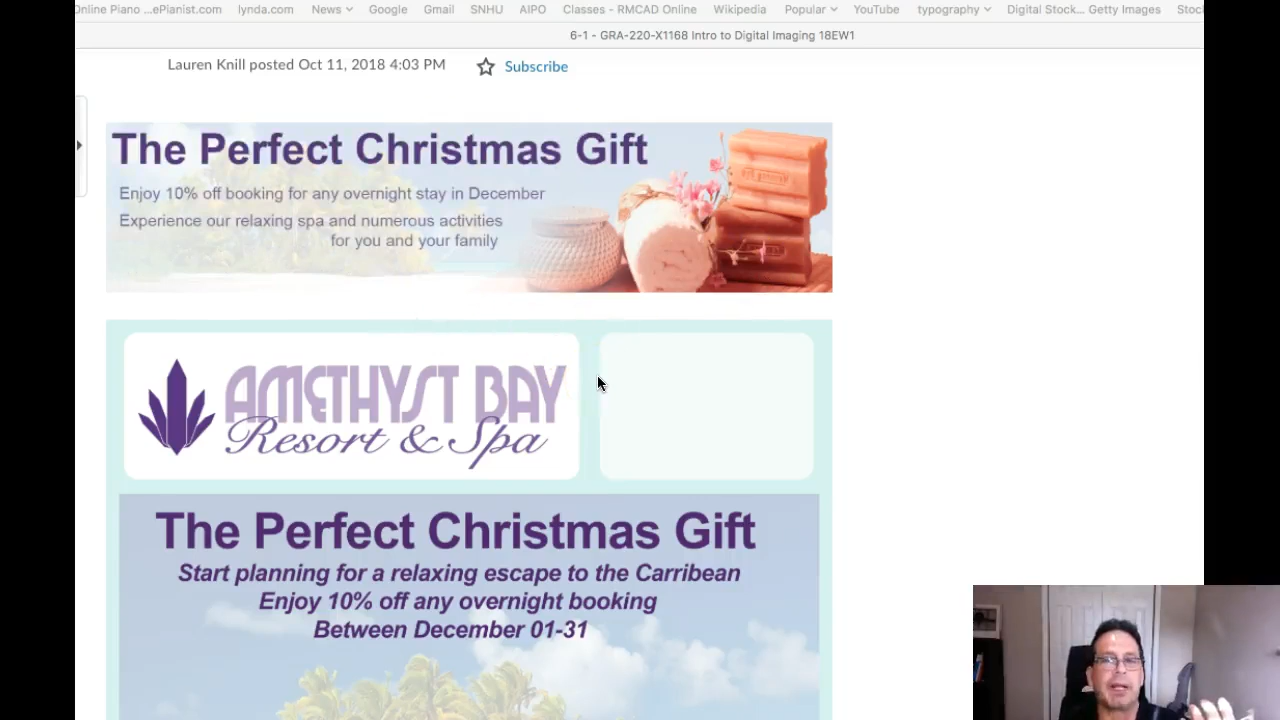 Online Piano ...ePianist.com lynda.com News Google Gmail SNHU AIPO Classes - RMCAD Online Wikipedia Popular YouTube typography Digital Stock... Getty Images Stoc
6-1 - GRA-220-X1168 Intro to Digital Imaging 18EW1
Lauren Knill posted Oct 11, 2018 4:03 PM Subscribe
The Perfect Christmas Gift
Enjoy 10% off booking for any overnight stay in December
Experience our relaxing spa and numerous activities
for you and your family
AMETHYST BAY
Resort & Spa
The Perfect Christmas Gift
Start planning for a relaxing escape to the Carribean
Enjoy 10% off any overnight booking
Between December 01-31